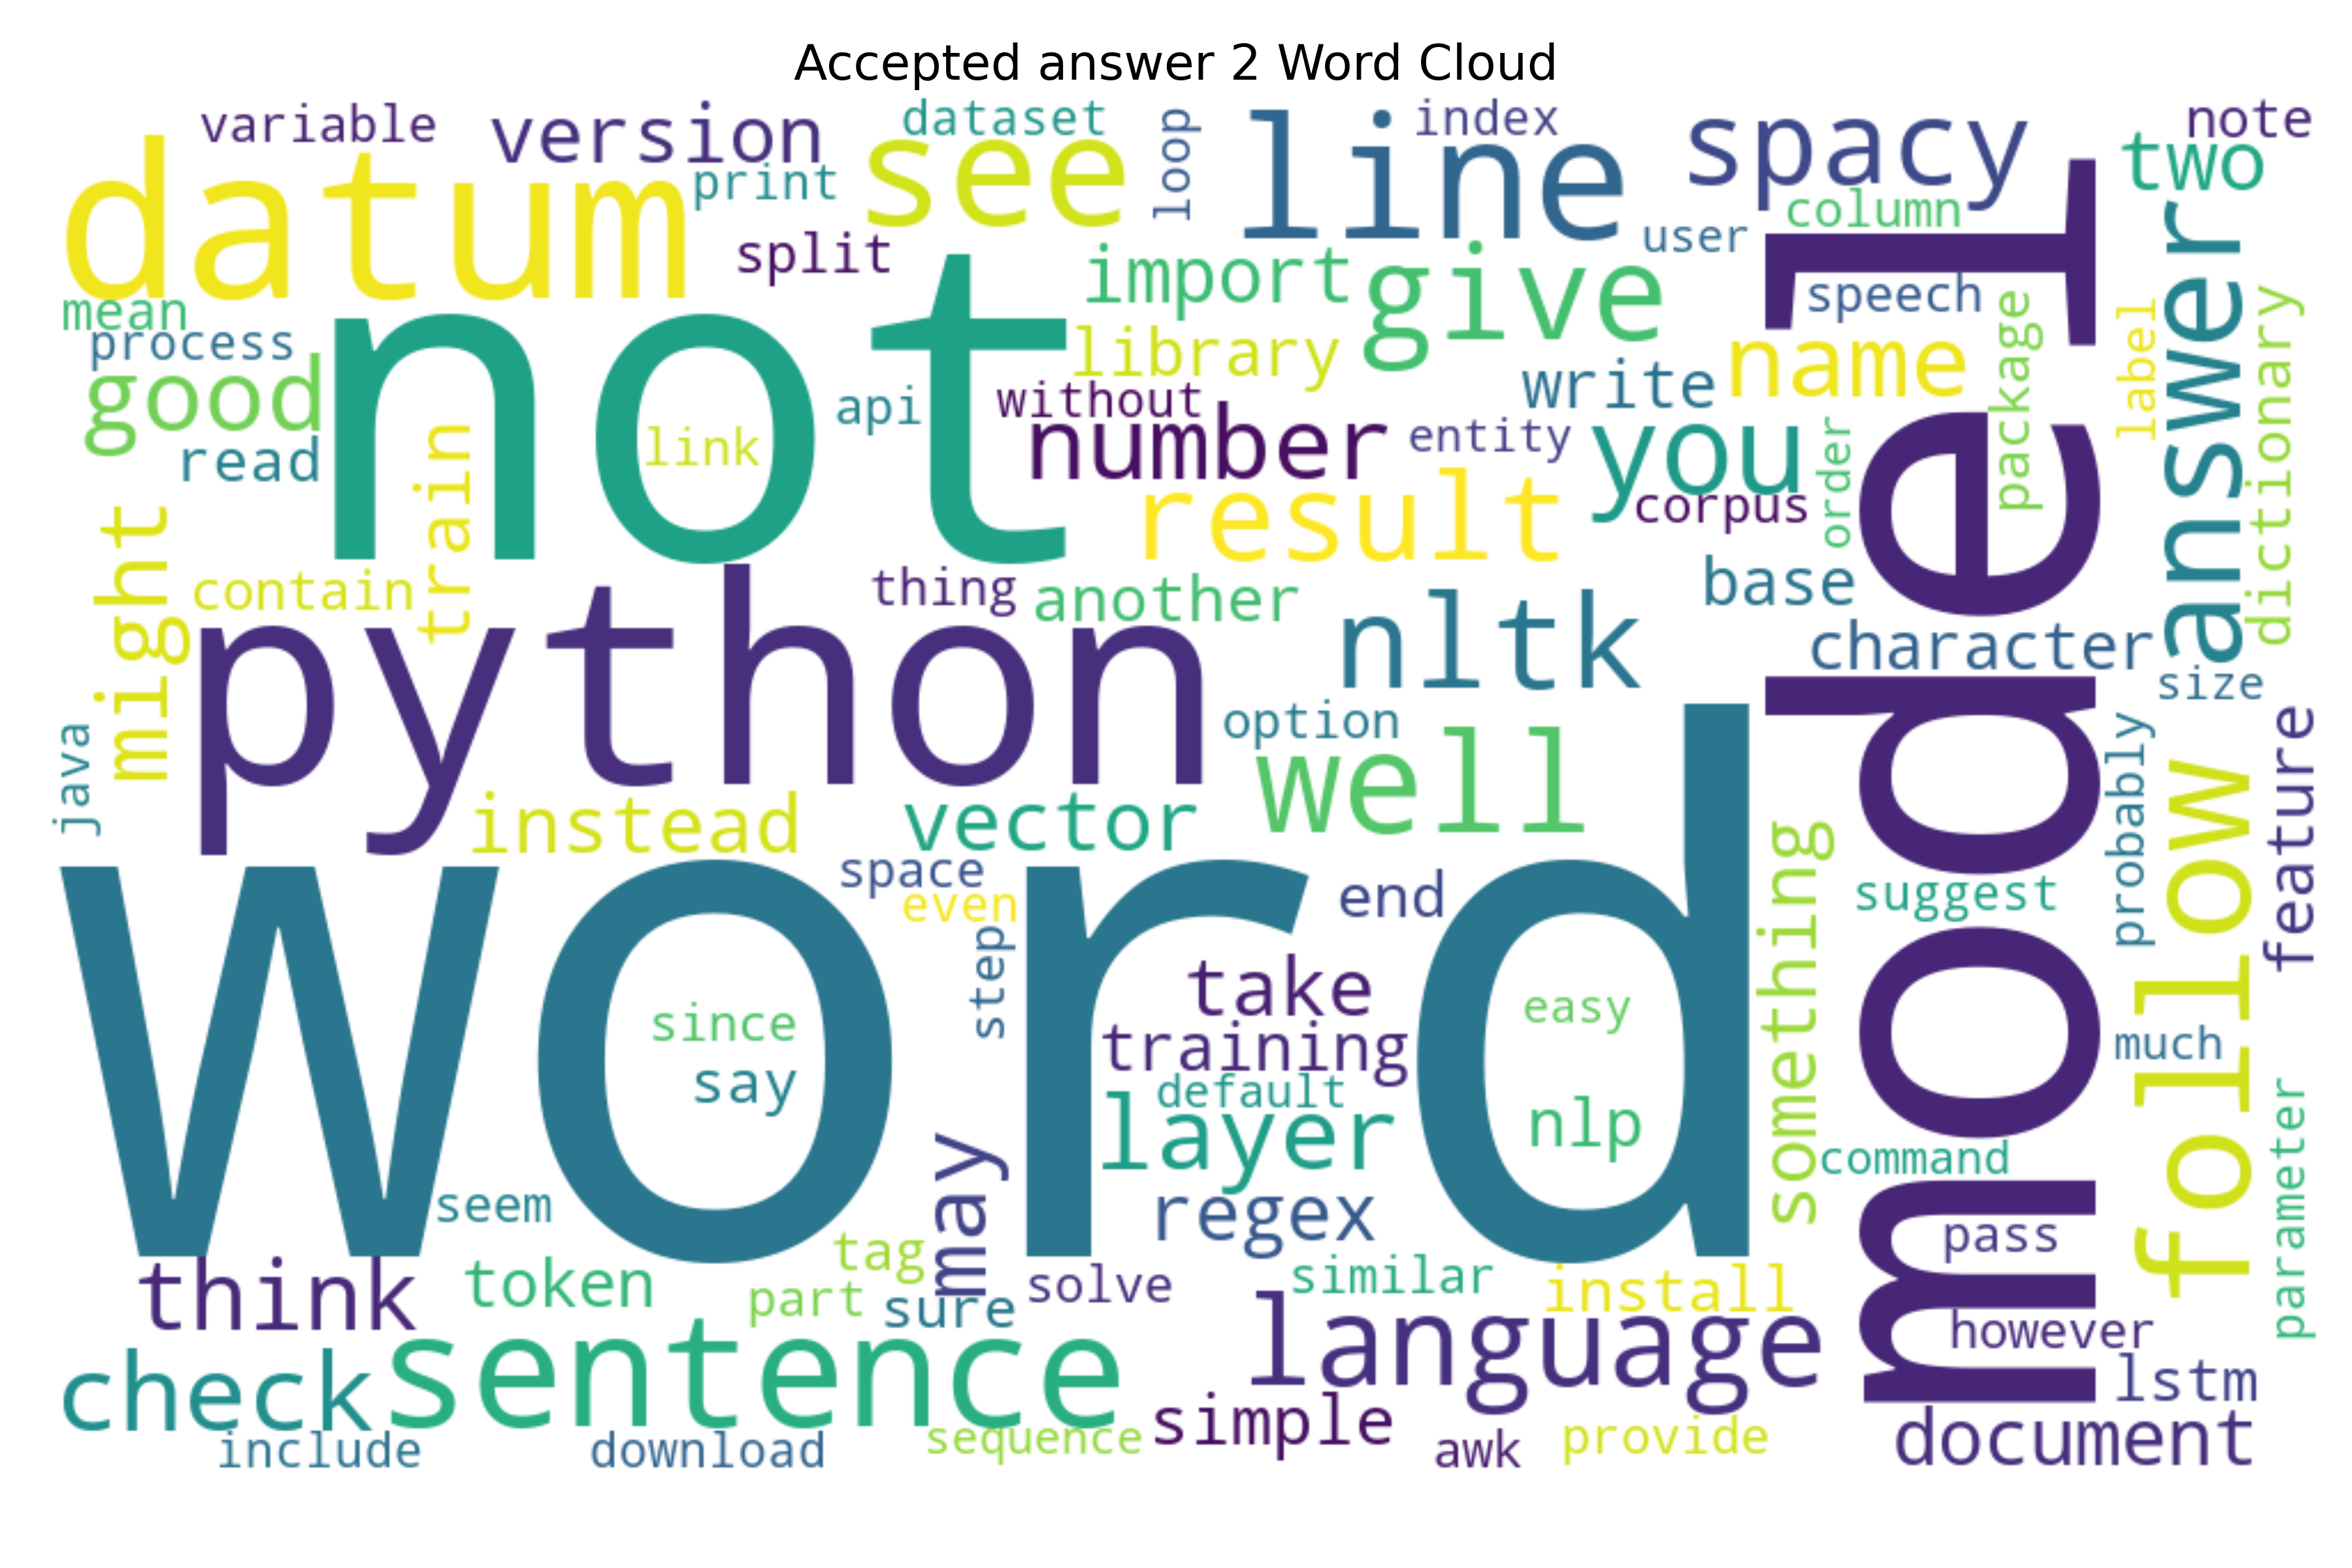 Accepted answer 2 Word Cloud
variable
version
dataset
loop
line
index
spacy
note
two
datum
print
see
column
user
split
import
give
speech
mean
process
not
library
name
package
label
answer
dictionary
good
api
without
write
link
number
entity
you
order
read
train
result
corpus
model
might
contain
thing
another
base
nltk
python
character
size
java
option
well
probably
feature
instead
vector
word
space
even
end
something
suggest
follow
step
take
since
easy
say
training
much
default
layer
nlp
command
parameter
seem
may
regex
pass
tag
think
token
part
sure
solve
similar
install
however
language
check
sentence
lstm
simple
include
download
sequence
awk
provide
document